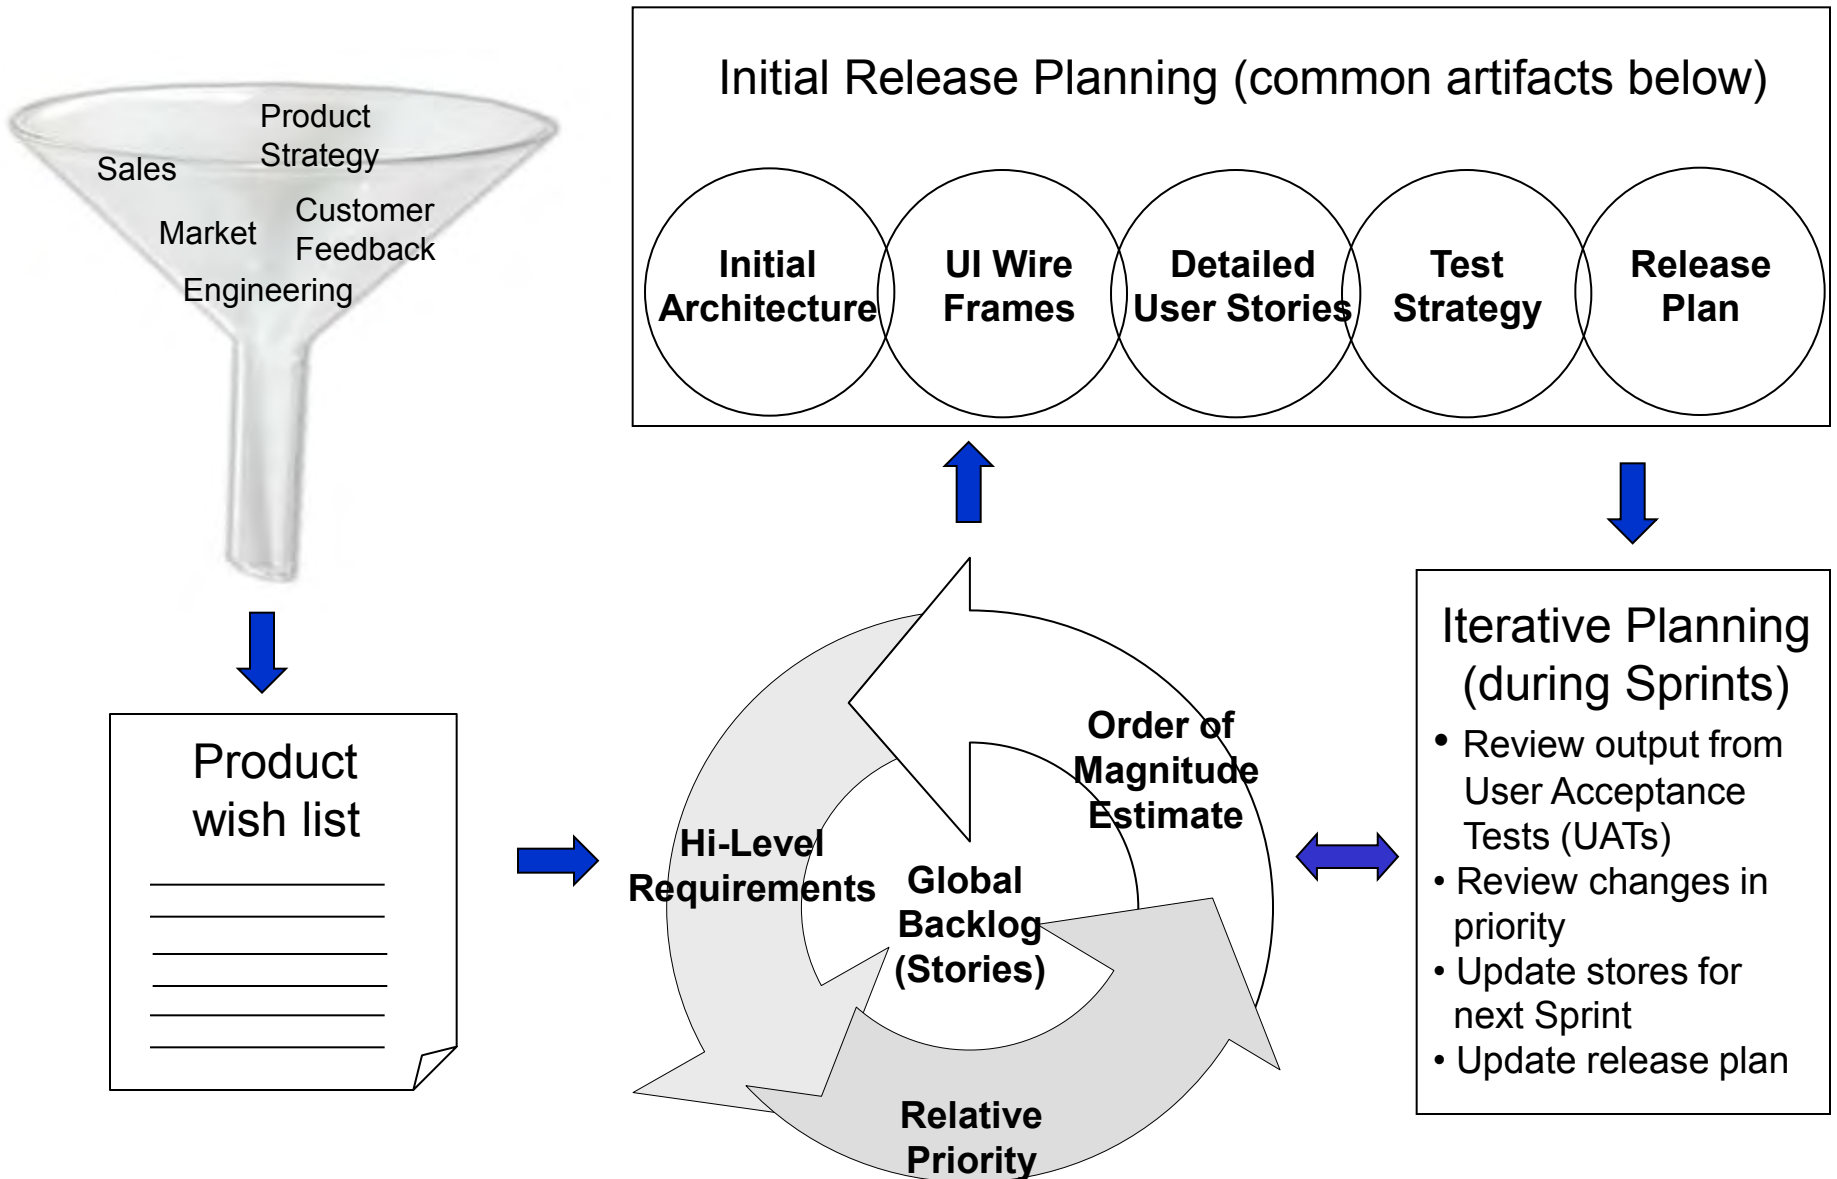 Product
Strategy
Sales
Customer
Feedback
Market
Engineering
Product
wish list
Initial Release Planning (common artifacts below)
Initial
Architecture
UI Wire
Frames
Detailed
User Stories
Test
Strategy
Release
Plan
Hi-Level
Requirements
Order of
Magnitude
Estimate
Global
Backlog
(Stories)
Relative
Priority
Iterative Planning
(during Sprints)
• Review output from
User Acceptance
Tests (UATs)
• Review changes in
priority
• Update stores for
next Sprint
• Update release plan